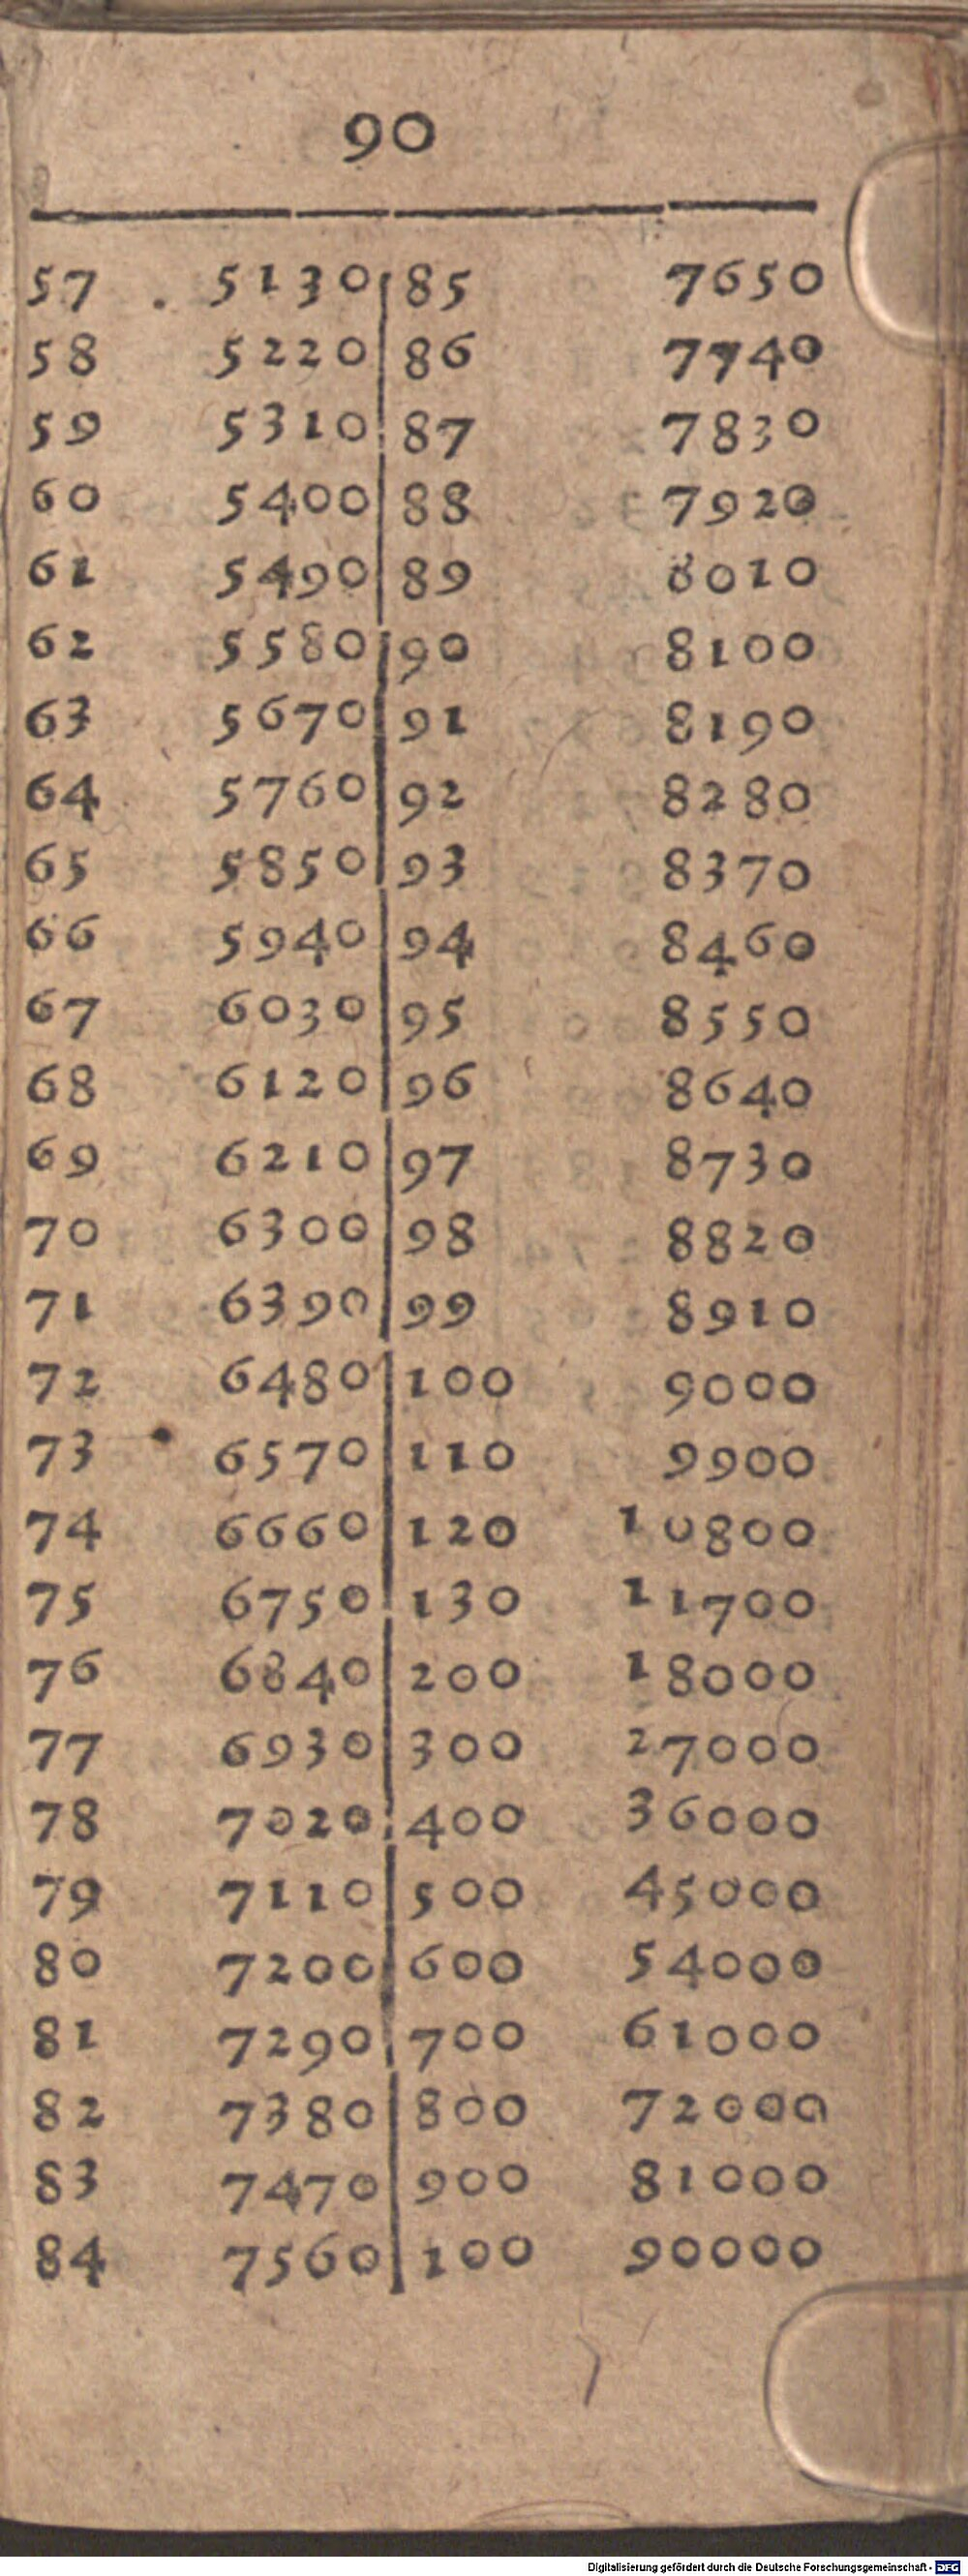 90
57 5130 85 7650
58 5220 86 7740
59 5310 87 7830
60 5400 88 7920
61 5490 89 8010
62 5580 90 8100
63 5670 91 8190
64 5760 92 8280
65 5850 93 8370
66 5940 94 8460
67 6030 95 8550
68 6120 96 8640
69 6210 97 8730
70 6300 98 8820
71 6390 99 8910
72 6480 100 9000
73 6570 110 9900
74 6660 120 10800
75 6750 130 11700
76 6840 200 18000
77 6930 300 27000
78 7020 400 36000
79 7110 500 45000
80 7200 600 54000
81 7290 700 61000
82 7380 800 72000
83 7470 900 81000
84 7560 100 90000
Digitalisierung gefördert durch die Deutsche Forschungsgemeinschaft - DFG